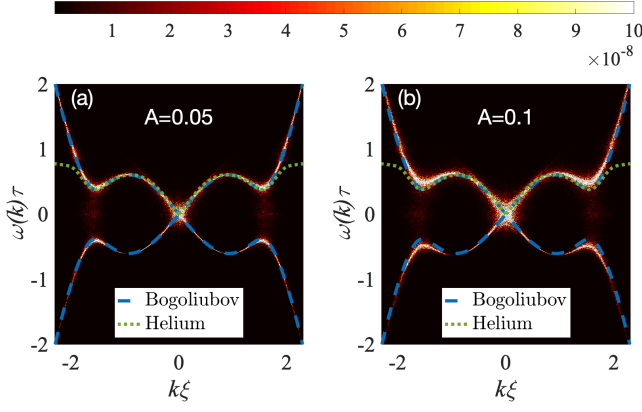 1 2 3 4 5 6 7 8 9 10
×10⁻⁸
(a) A=0.05
2
1
0
-1
-2
ω(k)τ
Bogoliubov
Helium
-2 0 2
kξ
(b) A=0.1
2
1
0
-1
-2
ω(k)τ
Bogoliubov
Helium
-2 0 2
kξ